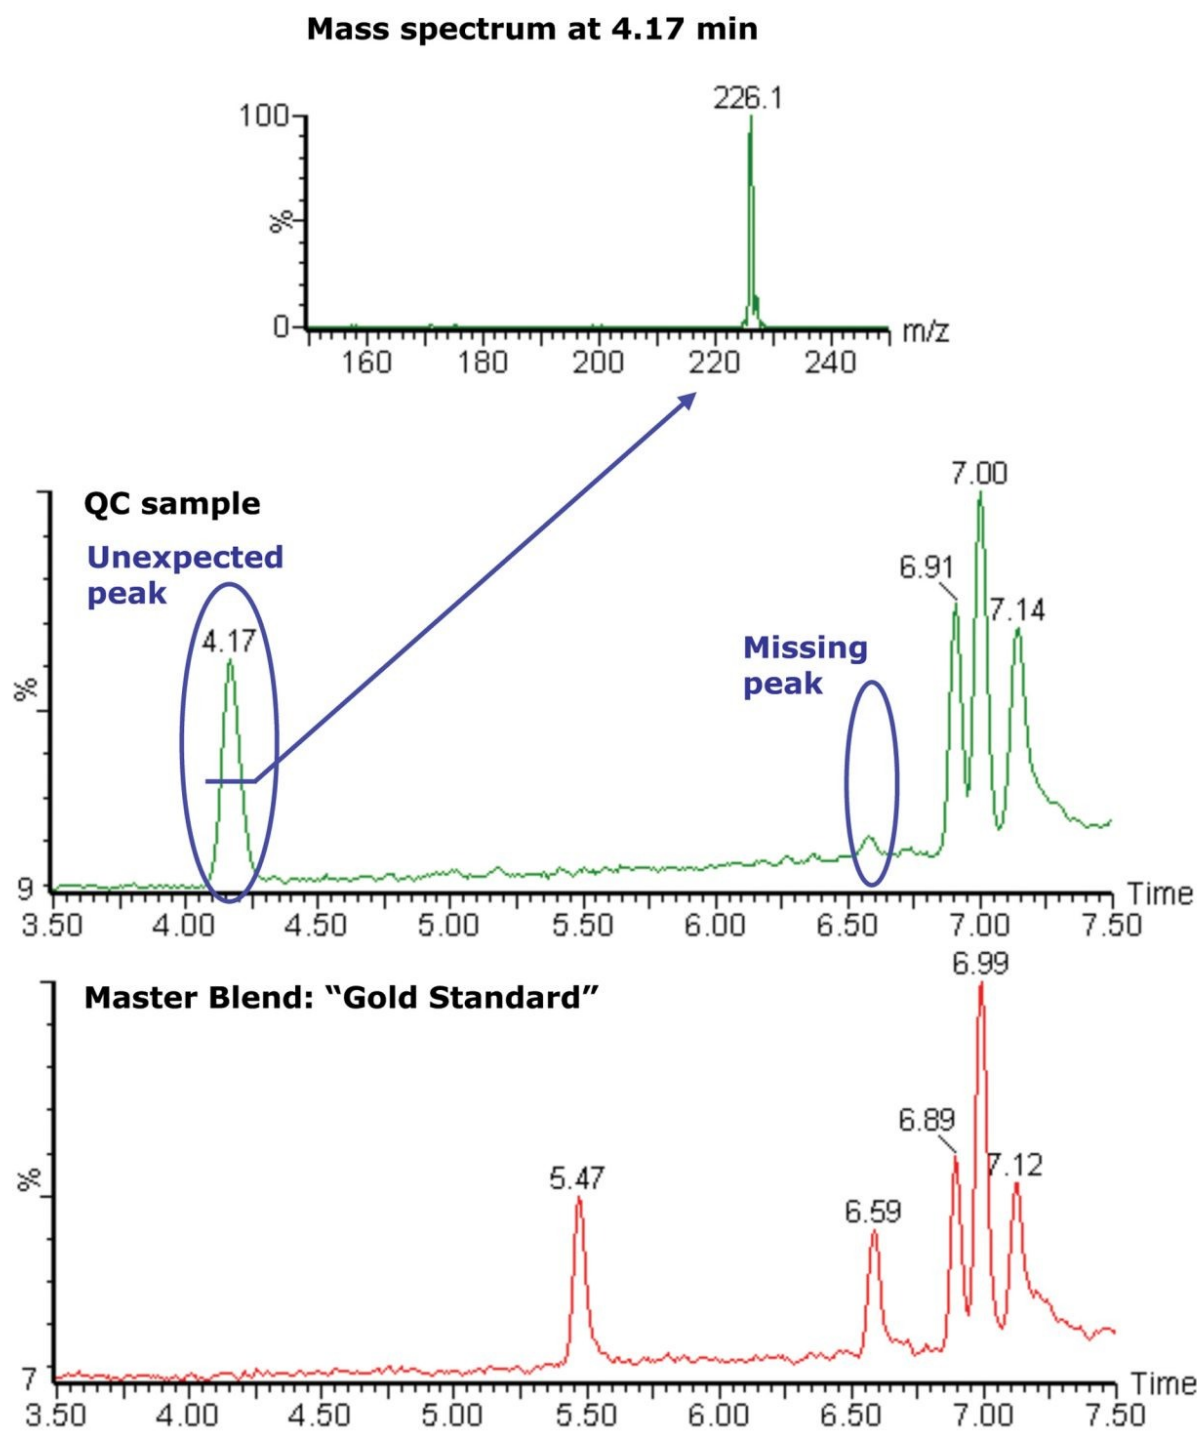 Mass spectrum at 4.17 min
226.1
100
%
0
m/z
160 180 200 220 240
QC sample
Unexpected
peak
4.17
Missing
peak
6.91
7.00
7.14
%
9
Time
3.50 4.00 4.50 5.00 5.50 6.00 6.50 7.00 7.50
Master Blend: “Gold Standard”
5.47
6.59
6.89
6.99
7.12
%
7
Time
3.50 4.00 4.50 5.00 5.50 6.00 6.50 7.00 7.50